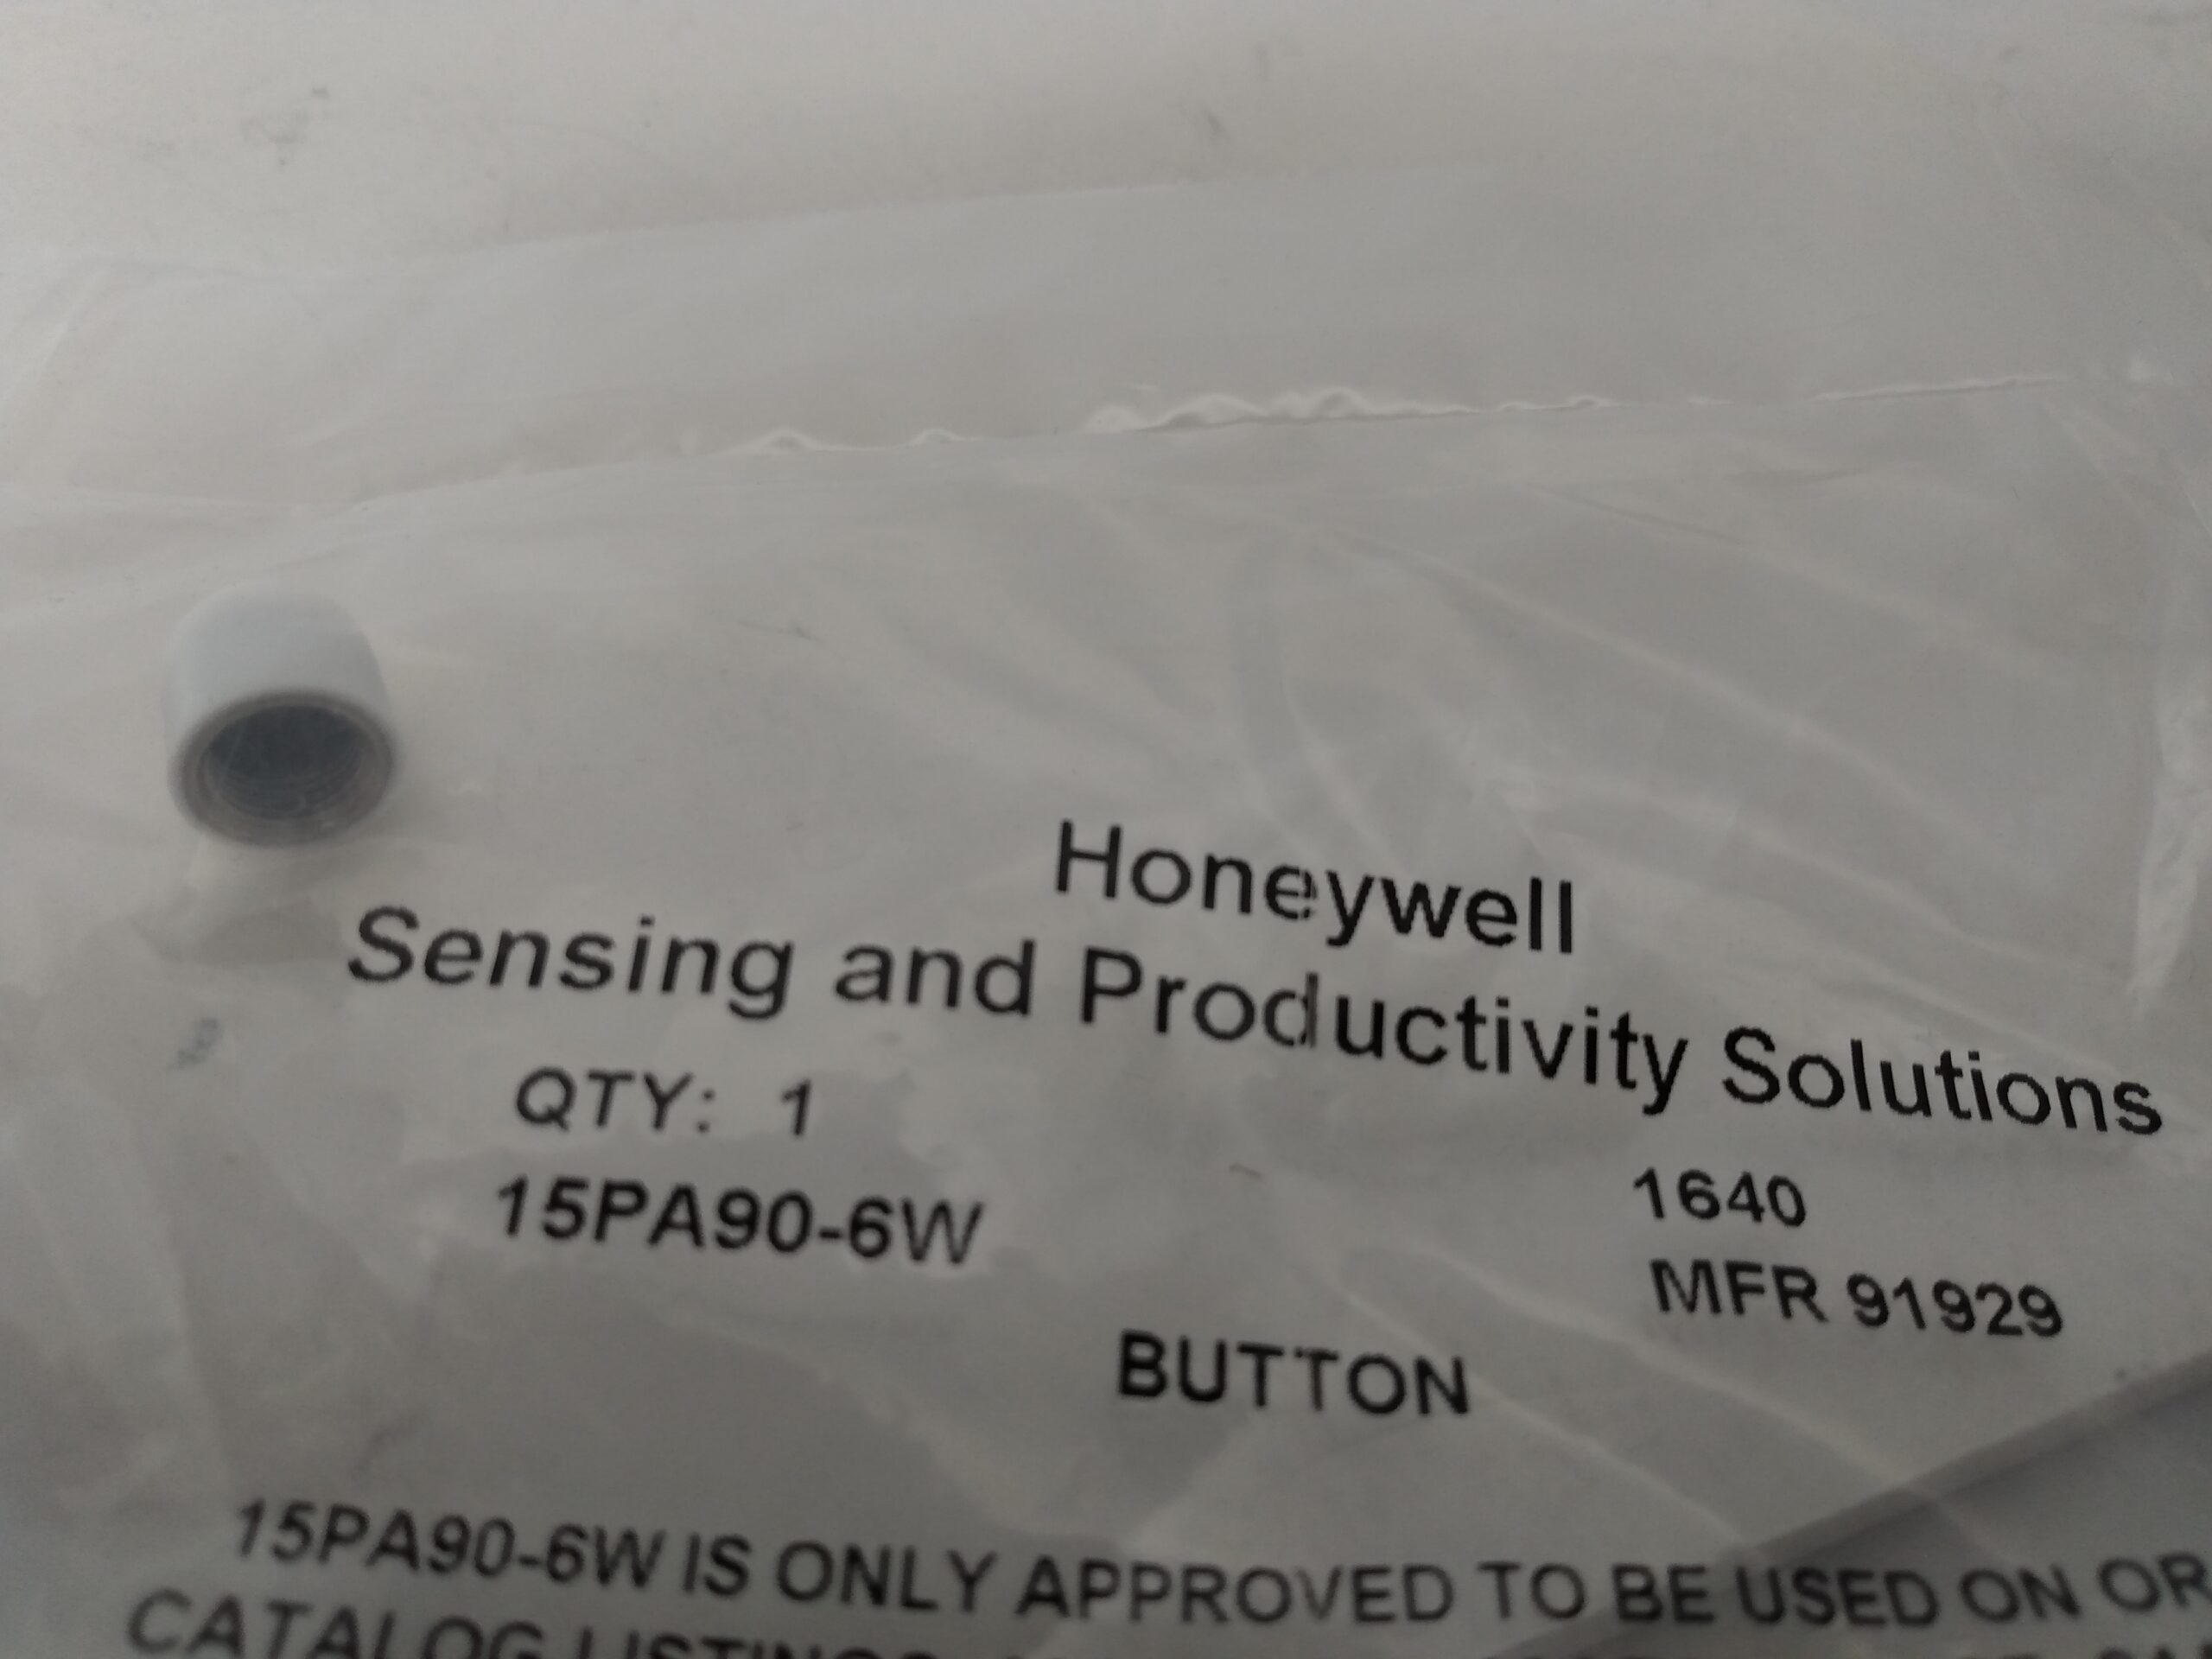 Honeywell
Sensing and Productivity Solutions
QTY: 1
1640
15PA90-6W
MFR 91929
BUTTON
15PA90-6W IS ONLY APPROVED TO BE USED ON OR
CATALOG